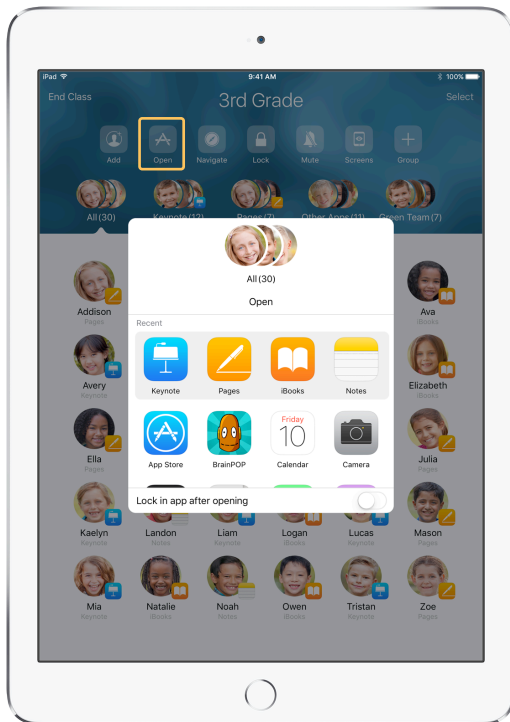 iPad 9:41 AM 100%
End Class 3rd Grade Select
Add Open Navigate Lock Mute Screens Group
All (30) Keynote (12) Pages (7) Other Apps (11) Green Team (7)
All (30)
Open
Recent
Keynote Pages iBooks Notes
Friday
10
App Store BrainPOP Calendar Camera
Lock in app after opening
Addison Ava
Pages iBooks
Avery Elizabeth
Keynote iBooks
Ella Julia
Pages Pages
Kaelyn Landon Liam Logan Lucas Mason
Keynote Notes Keynote iBooks Keynote Pages
Mia Natalie Noah Owen Tristan Zoe
Keynote iBooks Notes iBooks Keynote Pages